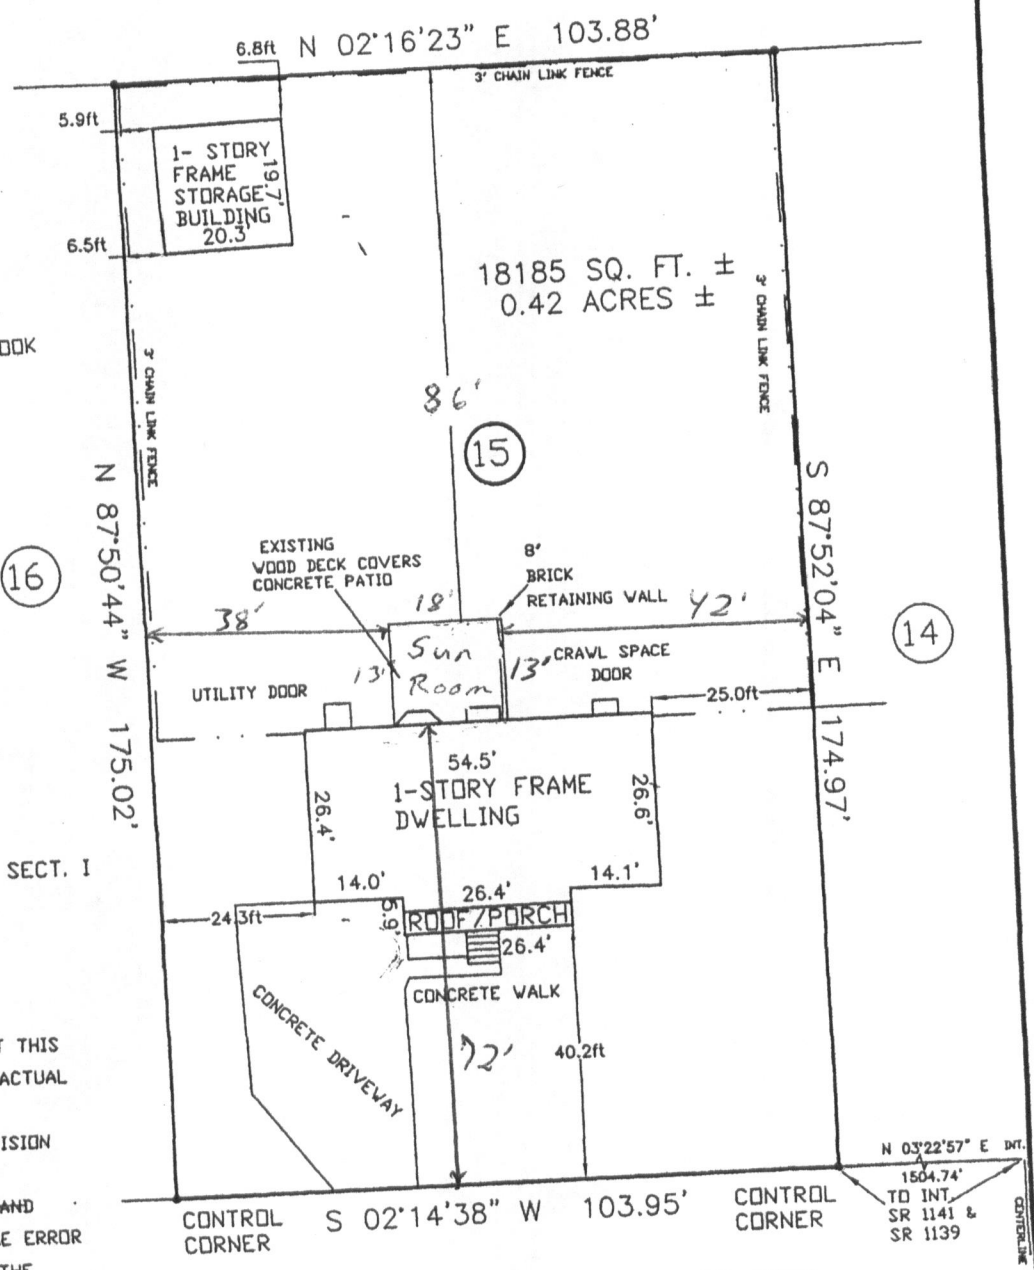 6.8ft N 02°16'23" E 103.88'
3' CHAIN LINK FENCE
5.9ft
1- STORY
FRAME
STORAGE
BUILDING
19.7'
20.3'
6.5ft
18185 SQ. FT. ±
0.42 ACRES ±
3' CHAIN LINK FENCE
OOK
3' CHAIN LINK FENCE
86'
15
N 87°50'44" W 175.02'
S 87°52'04" E 174.97'
16
EXISTING
WOOD DECK COVERS
CONCRETE PATIO
8'
BRICK
RETAINING WALL
38'
18'
42'
14
Sun
Room
13'
13'
CRAWL SPACE
DOOR
UTILITY DOOR
25.0ft
54.5'
1-STORY FRAME
DWELLING
26.4'
26.6'
SECT. I
14.0'
26.4'
14.1'
24.3ft
5.9'
ROOF/PORCH
26.4'
CONCRETE WALK
CONCRETE DRIVEWAY
72'
40.2ft
T THIS
ACTUAL
ISION
AND
E ERROR
THE
N 03°22'57" E INT.
1504.74'
TO INT.
SR 1141 &
SR 1139
CENTERLINE
CONTROL
CORNER
S 02°14'38" W 103.95'
CONTROL
CORNER